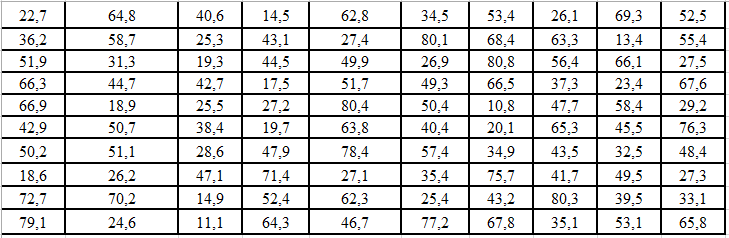 22,7 64,8 40,6 14,5 62,8 34,5 53,4 26,1 69,3 52,5
36,2 58,7 25,3 43,1 27,4 80,1 68,4 63,3 13,4 55,4
51,9 31,3 19,3 44,5 49,9 26,9 80,8 56,4 66,1 27,5
66,3 44,7 42,7 17,5 51,7 49,3 66,5 37,3 23,4 67,6
66,9 18,9 25,5 27,2 80,4 50,4 10,8 47,7 58,4 29,2
42,9 50,7 38,4 19,7 63,8 40,4 20,1 65,3 45,5 76,3
50,2 51,1 28,6 47,9 78,4 57,4 34,9 43,5 32,5 48,4
18,6 26,2 47,1 71,4 27,1 35,4 75,7 41,7 49,5 27,3
72,7 70,2 14,9 52,4 62,3 25,4 43,2 80,3 39,5 33,1
79,1 24,6 11,1 64,3 46,7 77,2 67,8 35,1 53,1 65,8